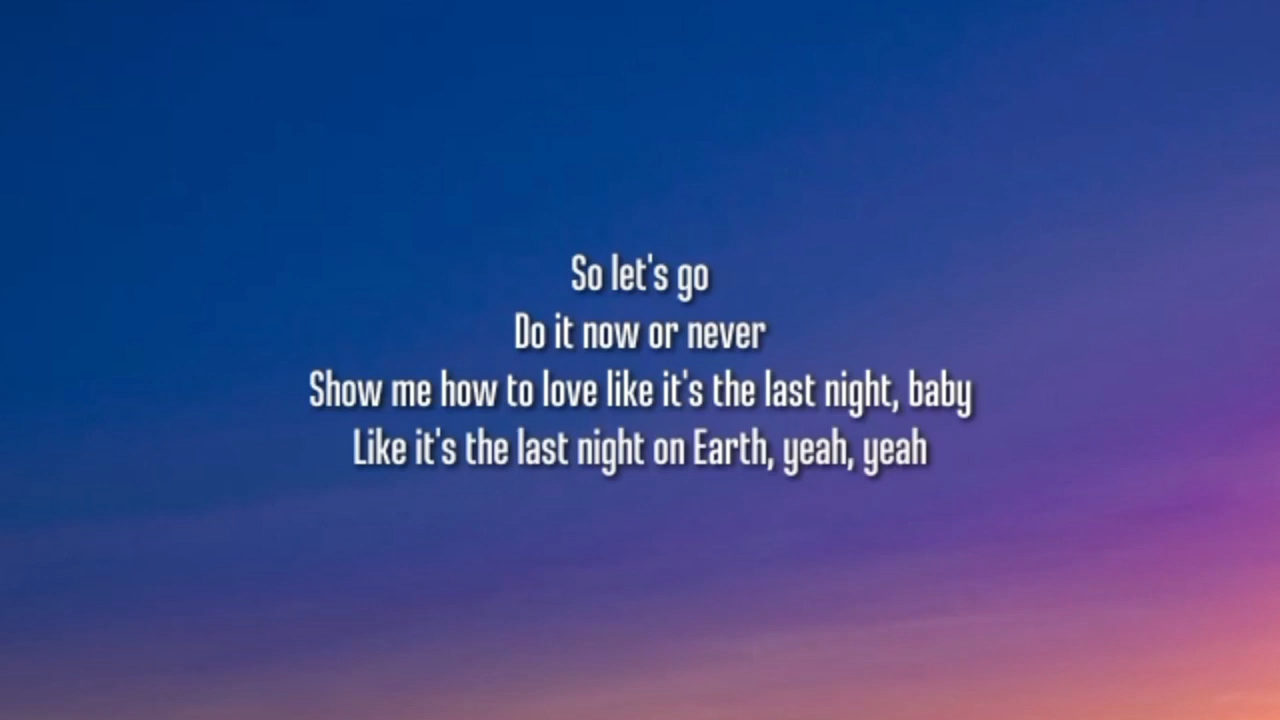 So let's go
Do it now or never
Show me how to love like it's the last night, baby
Like it's the last night on Earth, yeah, yeah